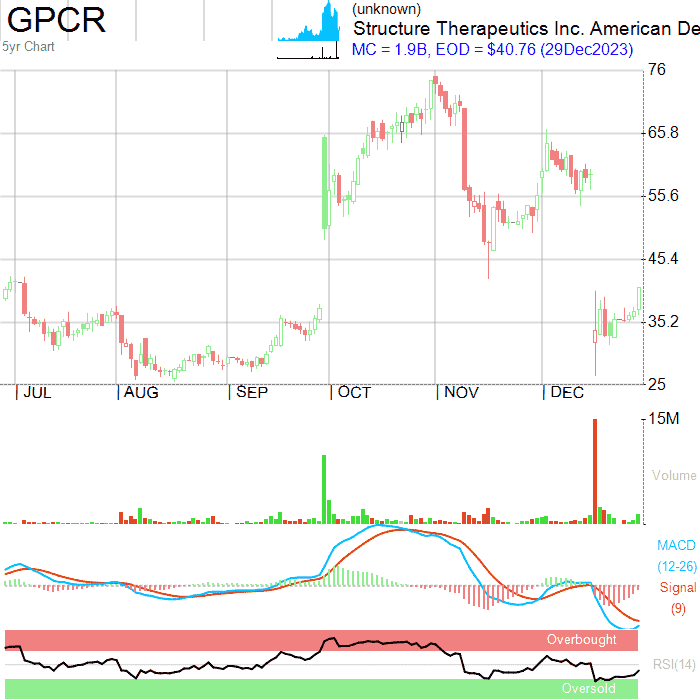 GPCR
5yr Chart
(unknown)
Structure Therapeutics Inc. American De
MC = 1.9B, EOD = $40.76 (29Dec2023)
76
65.8
55.6
45.4
35.2
25
JUL AUG SEP OCT NOV DEC
15M
Volume
MACD
(12-26)
Signal
(9)
Overbought
RSI(14)
Oversold